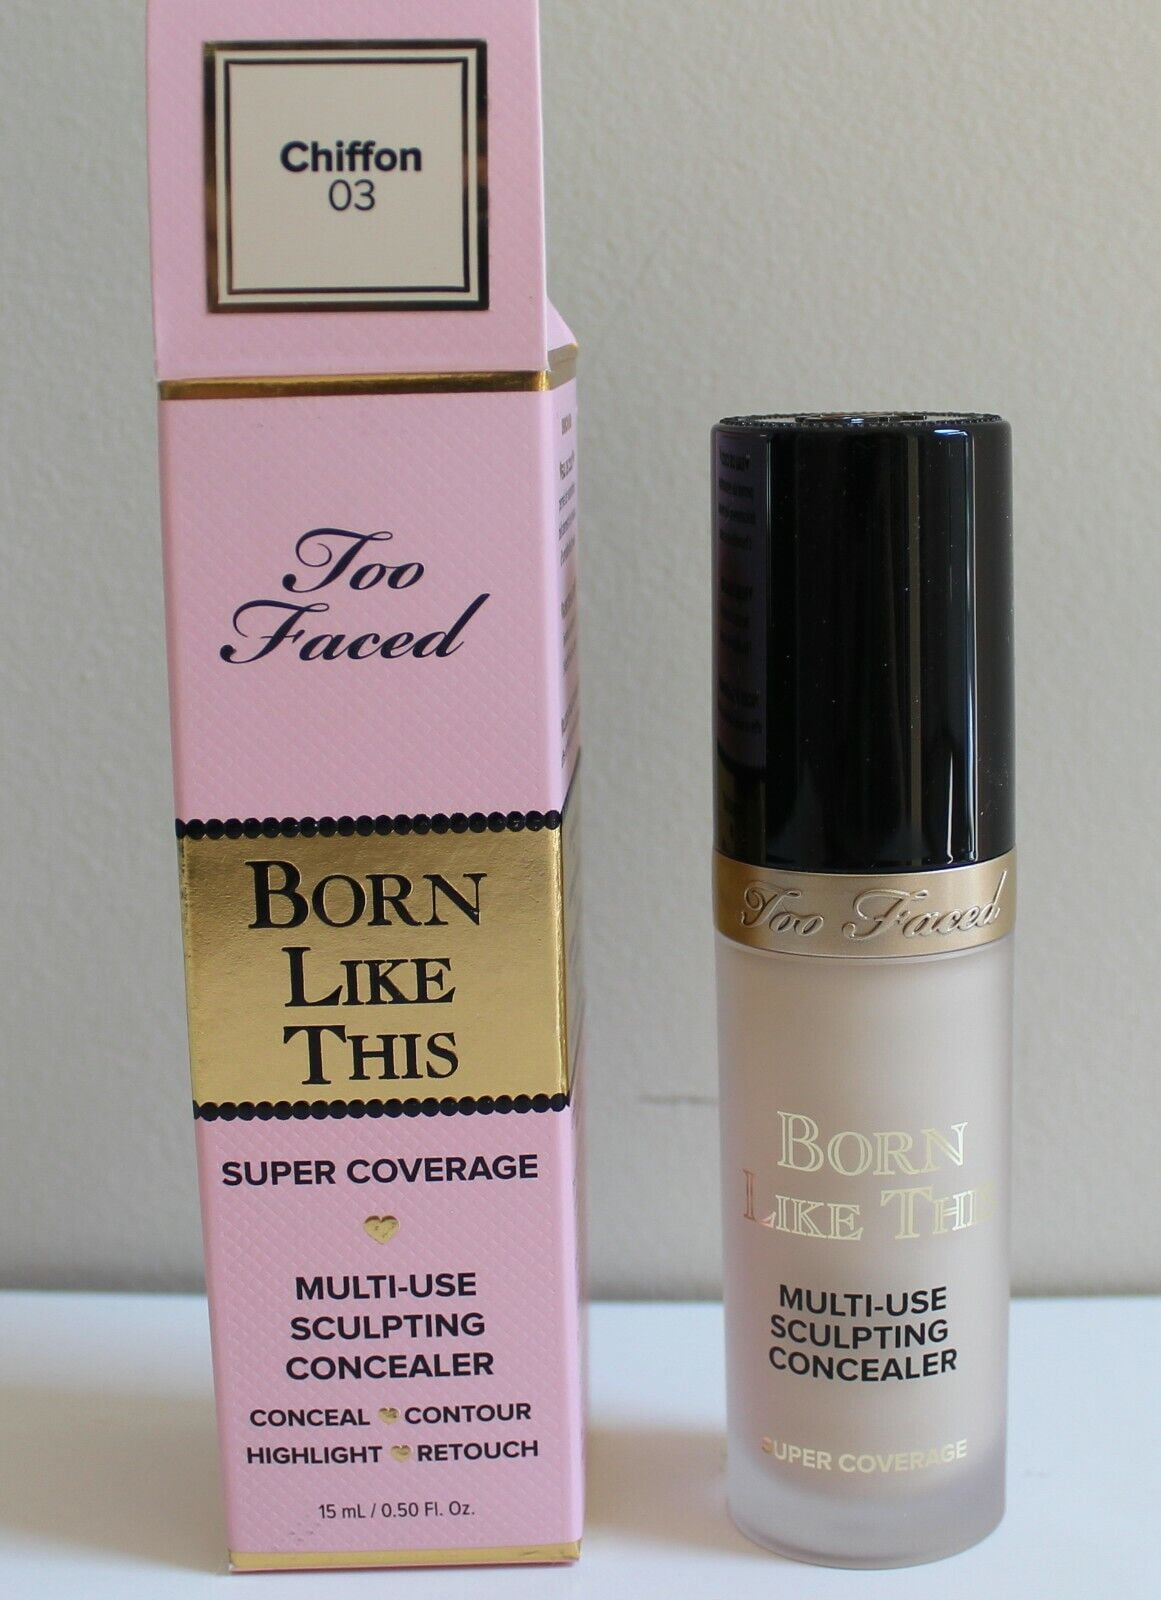 Chiffon
03
Too
Faced
BORN
LIKE
THIS
SUPER COVERAGE
MULTI-USE
SCULPTING
CONCEALER
CONCEAL CONTOUR
HIGHLIGHT RETOUCH
15 mL / 0.50 Fl. Oz.
Too Faced
BORN
LIKE THIS
MULTI-USE
SCULPTING
CONCEALER
SUPER COVERAGE